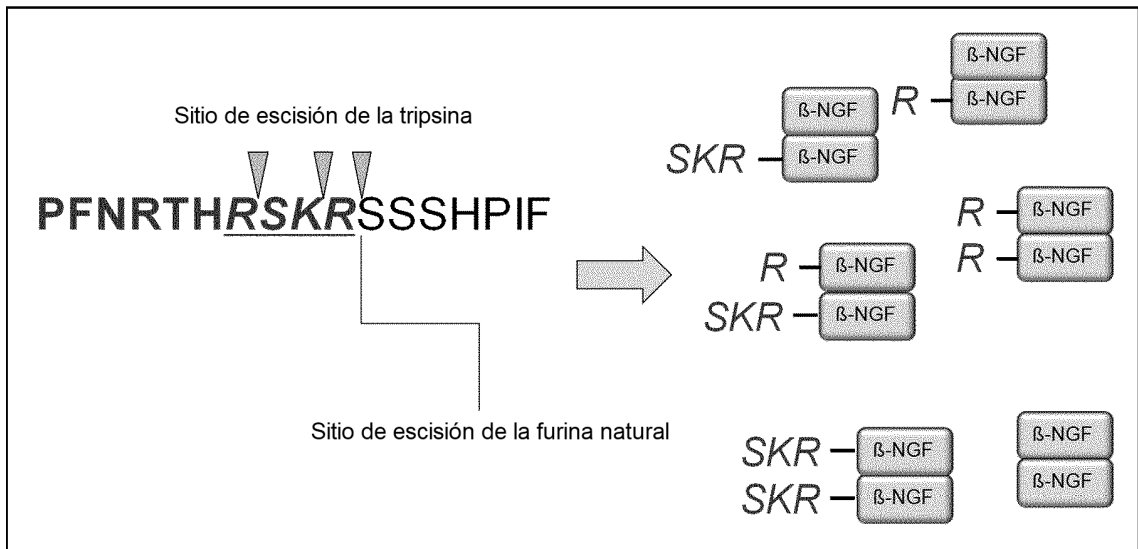 Sitio de escisión de la tripsina
PFNRTHRSKRSSSHPIF
Sitio de escisión de la furina natural
ß-NGF
R ß-NGF
ß-NGF
SKR ß-NGF
R ß-NGF
R ß-NGF
R ß-NGF
SKR ß-NGF
SKR ß-NGF
SKR ß-NGF
ß-NGF
ß-NGF